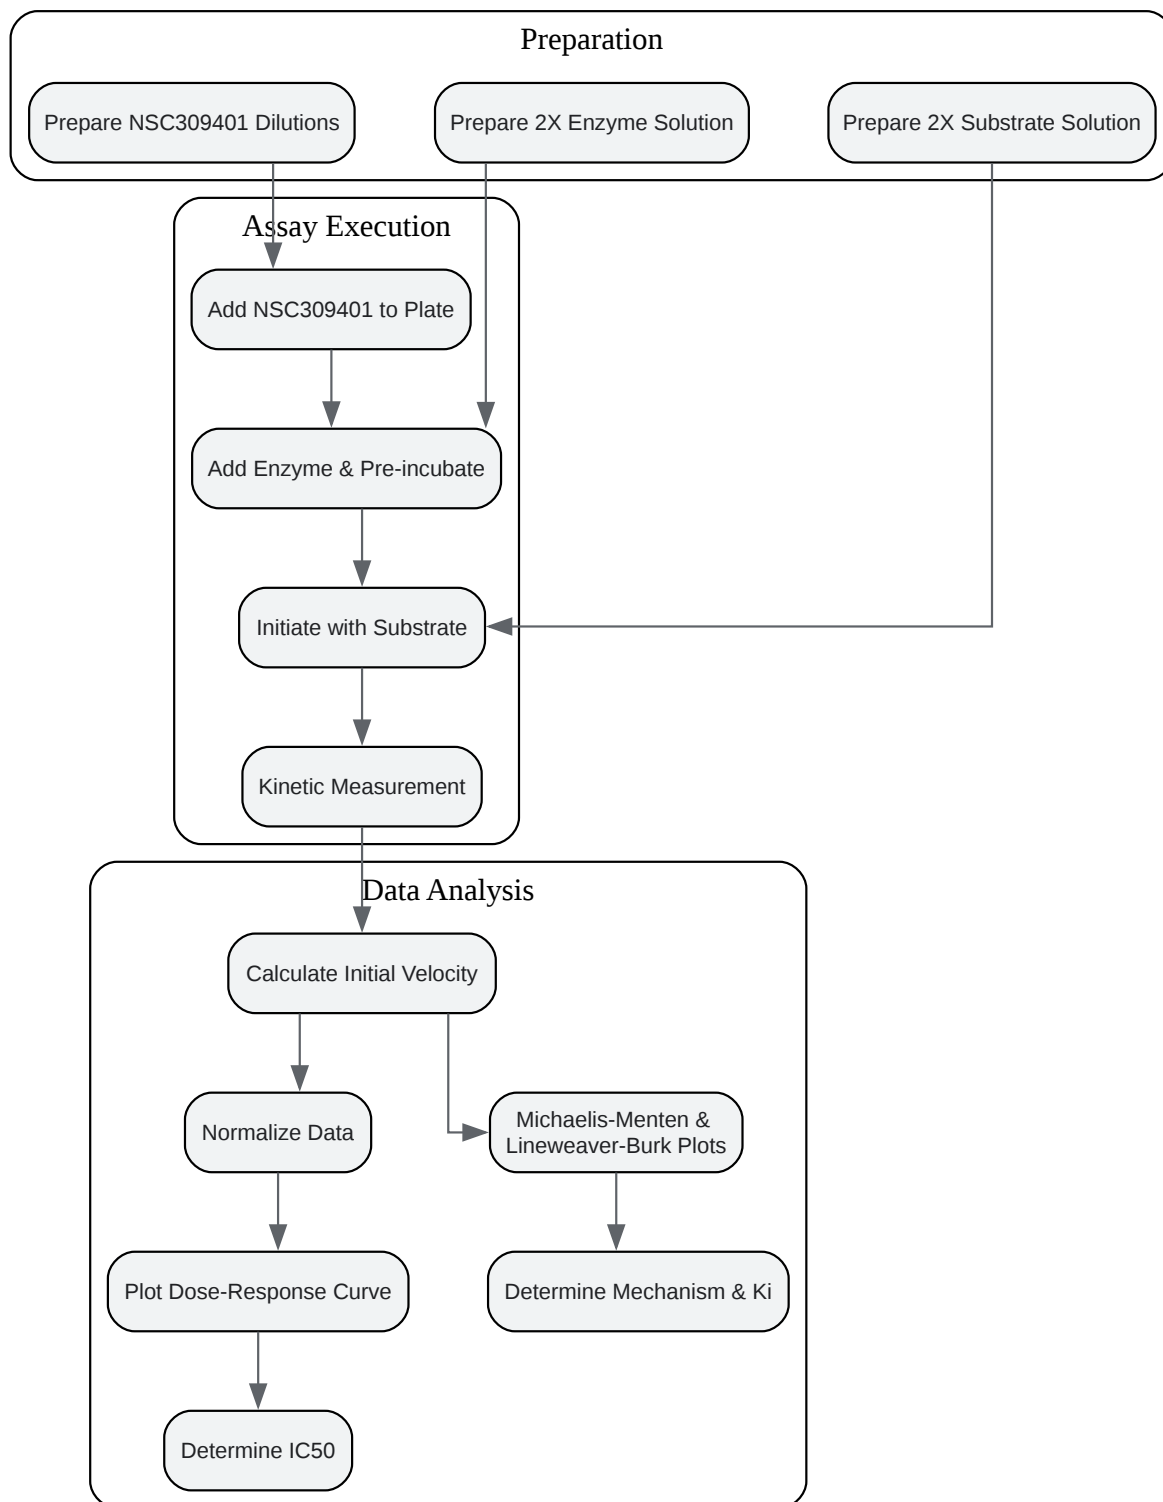 Preparation
Prepare NSC309401 Dilutions
Prepare 2X Enzyme Solution
Prepare 2X Substrate Solution
Assay Execution
Add NSC309401 to Plate
Add Enzyme & Pre-incubate
Initiate with Substrate
Kinetic Measurement
Data Analysis
Calculate Initial Velocity
Normalize Data
Michaelis-Menten &
Lineweaver-Burk Plots
Plot Dose-Response Curve
Determine Mechanism & Ki
Determine IC50